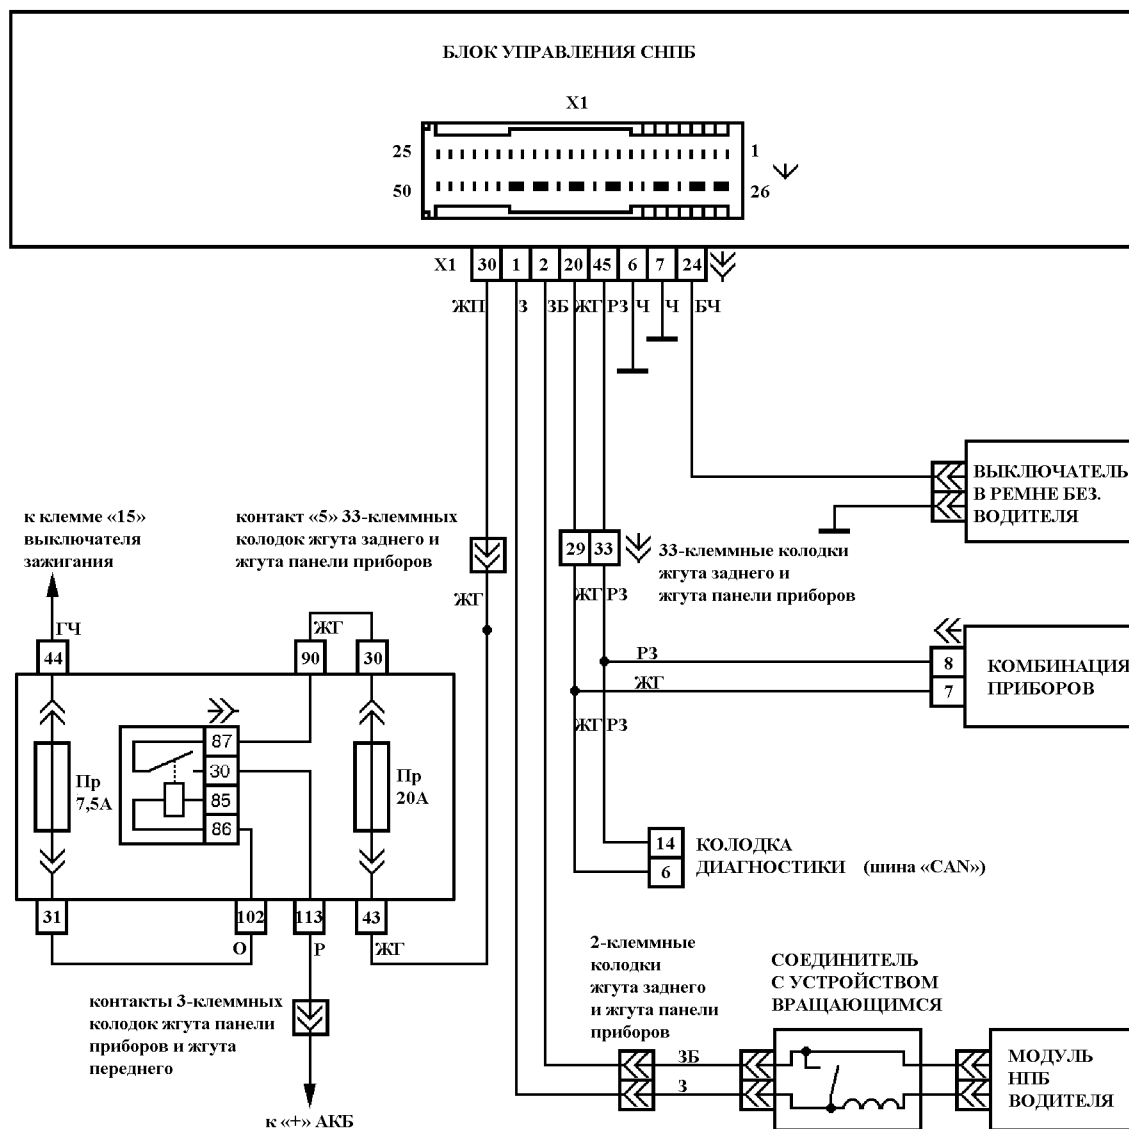 БЛОК УПРАВЛЕНИЯ СНПБ
X1
25
1
50
26
X1
30
1
2
20
45
6
7
24
ЖП
З
ЗБ
ЖГ
РЗ
Ч
Ч
БЧ
ВЫКЛЮЧАТЕЛЬ
В РЕМНЕ БЕЗ.
ВОДИТЕЛЯ
к клемме «15»
выключателя
зажигания
контакт «5» 33-клеммных
колодок жгута заднего и
жгута панели приборов
29
33
33-клеммные колодки
жгута заднего и
жгута панели приборов
ЖГ
ЖГ
РЗ
ГЧ
ЖГ
44
90
30
РЗ
ЖГ
8
7
КОМБИНАЦИЯ
ПРИБОРОВ
ЖГ
РЗ
87
30
85
86
Пр
7,5А
Пр
20А
14
6
КОЛОДКА
ДИАГНОСТИКИ (шина «CAN»)
31
102
113
43
О
Р
ЖГ
2-клеммные
колодки
жгута заднего
и жгута панели
приборов
СОЕДИНИТЕЛЬ
С УСТРОЙСТВОМ
ВРАЩАЮЩИМСЯ
контакты 3-клеммных
колодок жгута панели
приборов и жгута
переднего
ЗБ
З
МОДУЛЬ
НПБ
ВОДИТЕЛЯ
к «+» АКБ